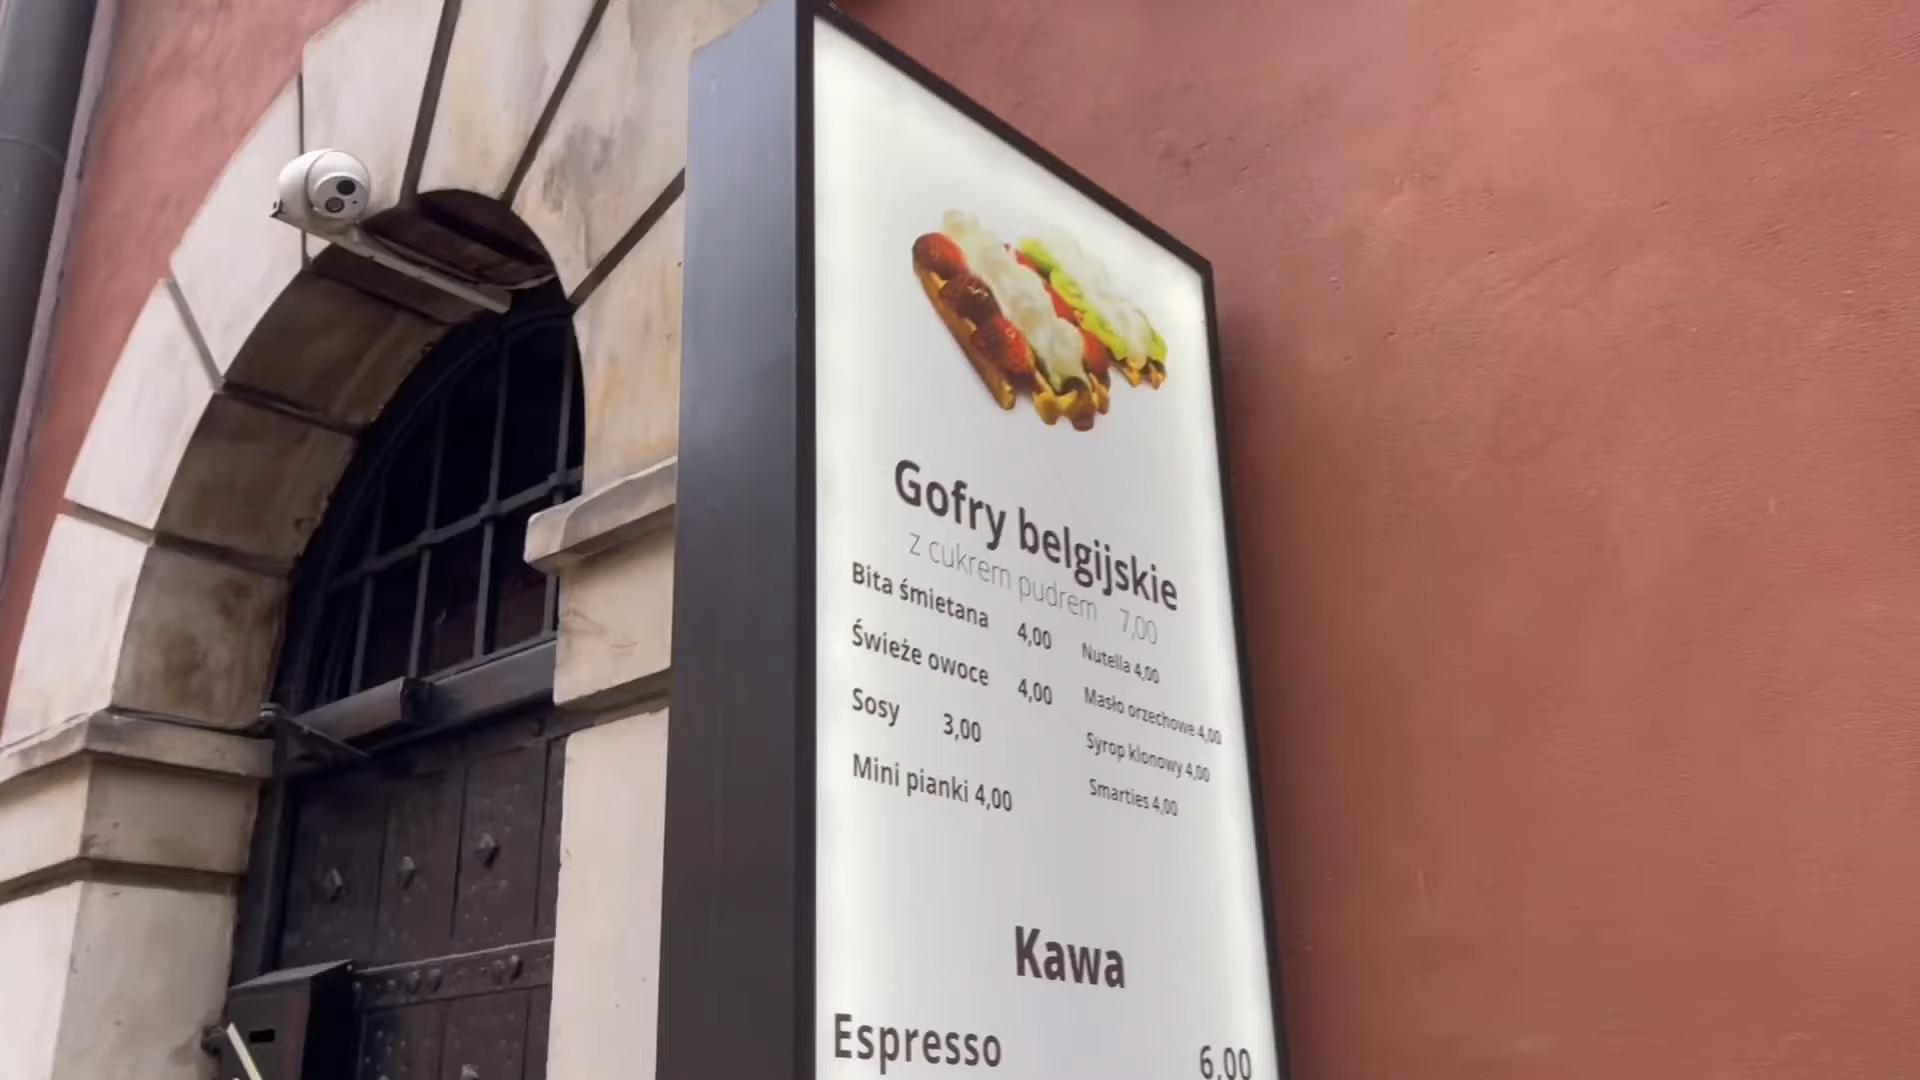 Gofry belgijskie
z cukrem pudrem 7,00
Bita śmietana 4,00
Świeże owoce 4,00
Sosy 3,00
Mini pianki 4,00
Nutella 4,00
Masło orzechowe 4,00
Syrop klonowy 4,00
Smarties 4,00
Kawa
Espresso 6,00